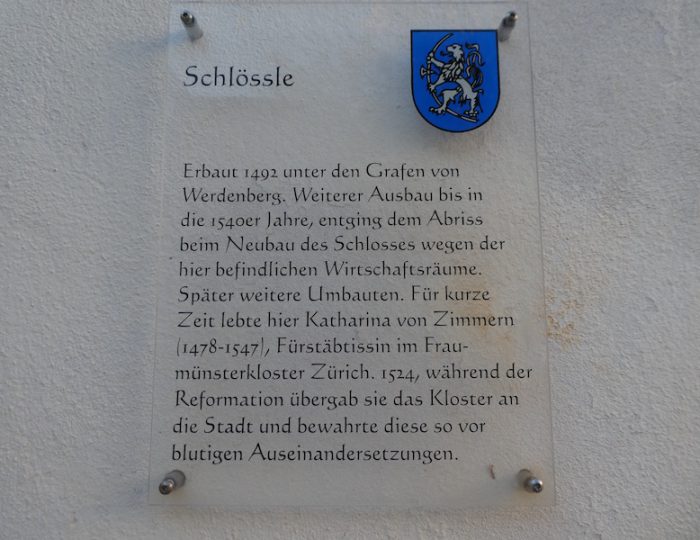 Schlössle
Erbaut 1492 unter den Grafen von
Werdenberg. Weiterer Ausbau bis in
die 1540er Jahre, entging dem Abriss
beim Neubau des Schlosses wegen der
hier befindlichen Wirtschaftsräume.
Später weitere Umbauten. Für kurze
Zeit lebte hier Katharina von Zimmern
(1478-1547), Fürstäbtissin im Frau-
münsterkloster Zürich. 1524, während der
Reformation übergab sie das Kloster an
die Stadt und bewahrte diese so vor
blutigen Auseinandersetzungen.